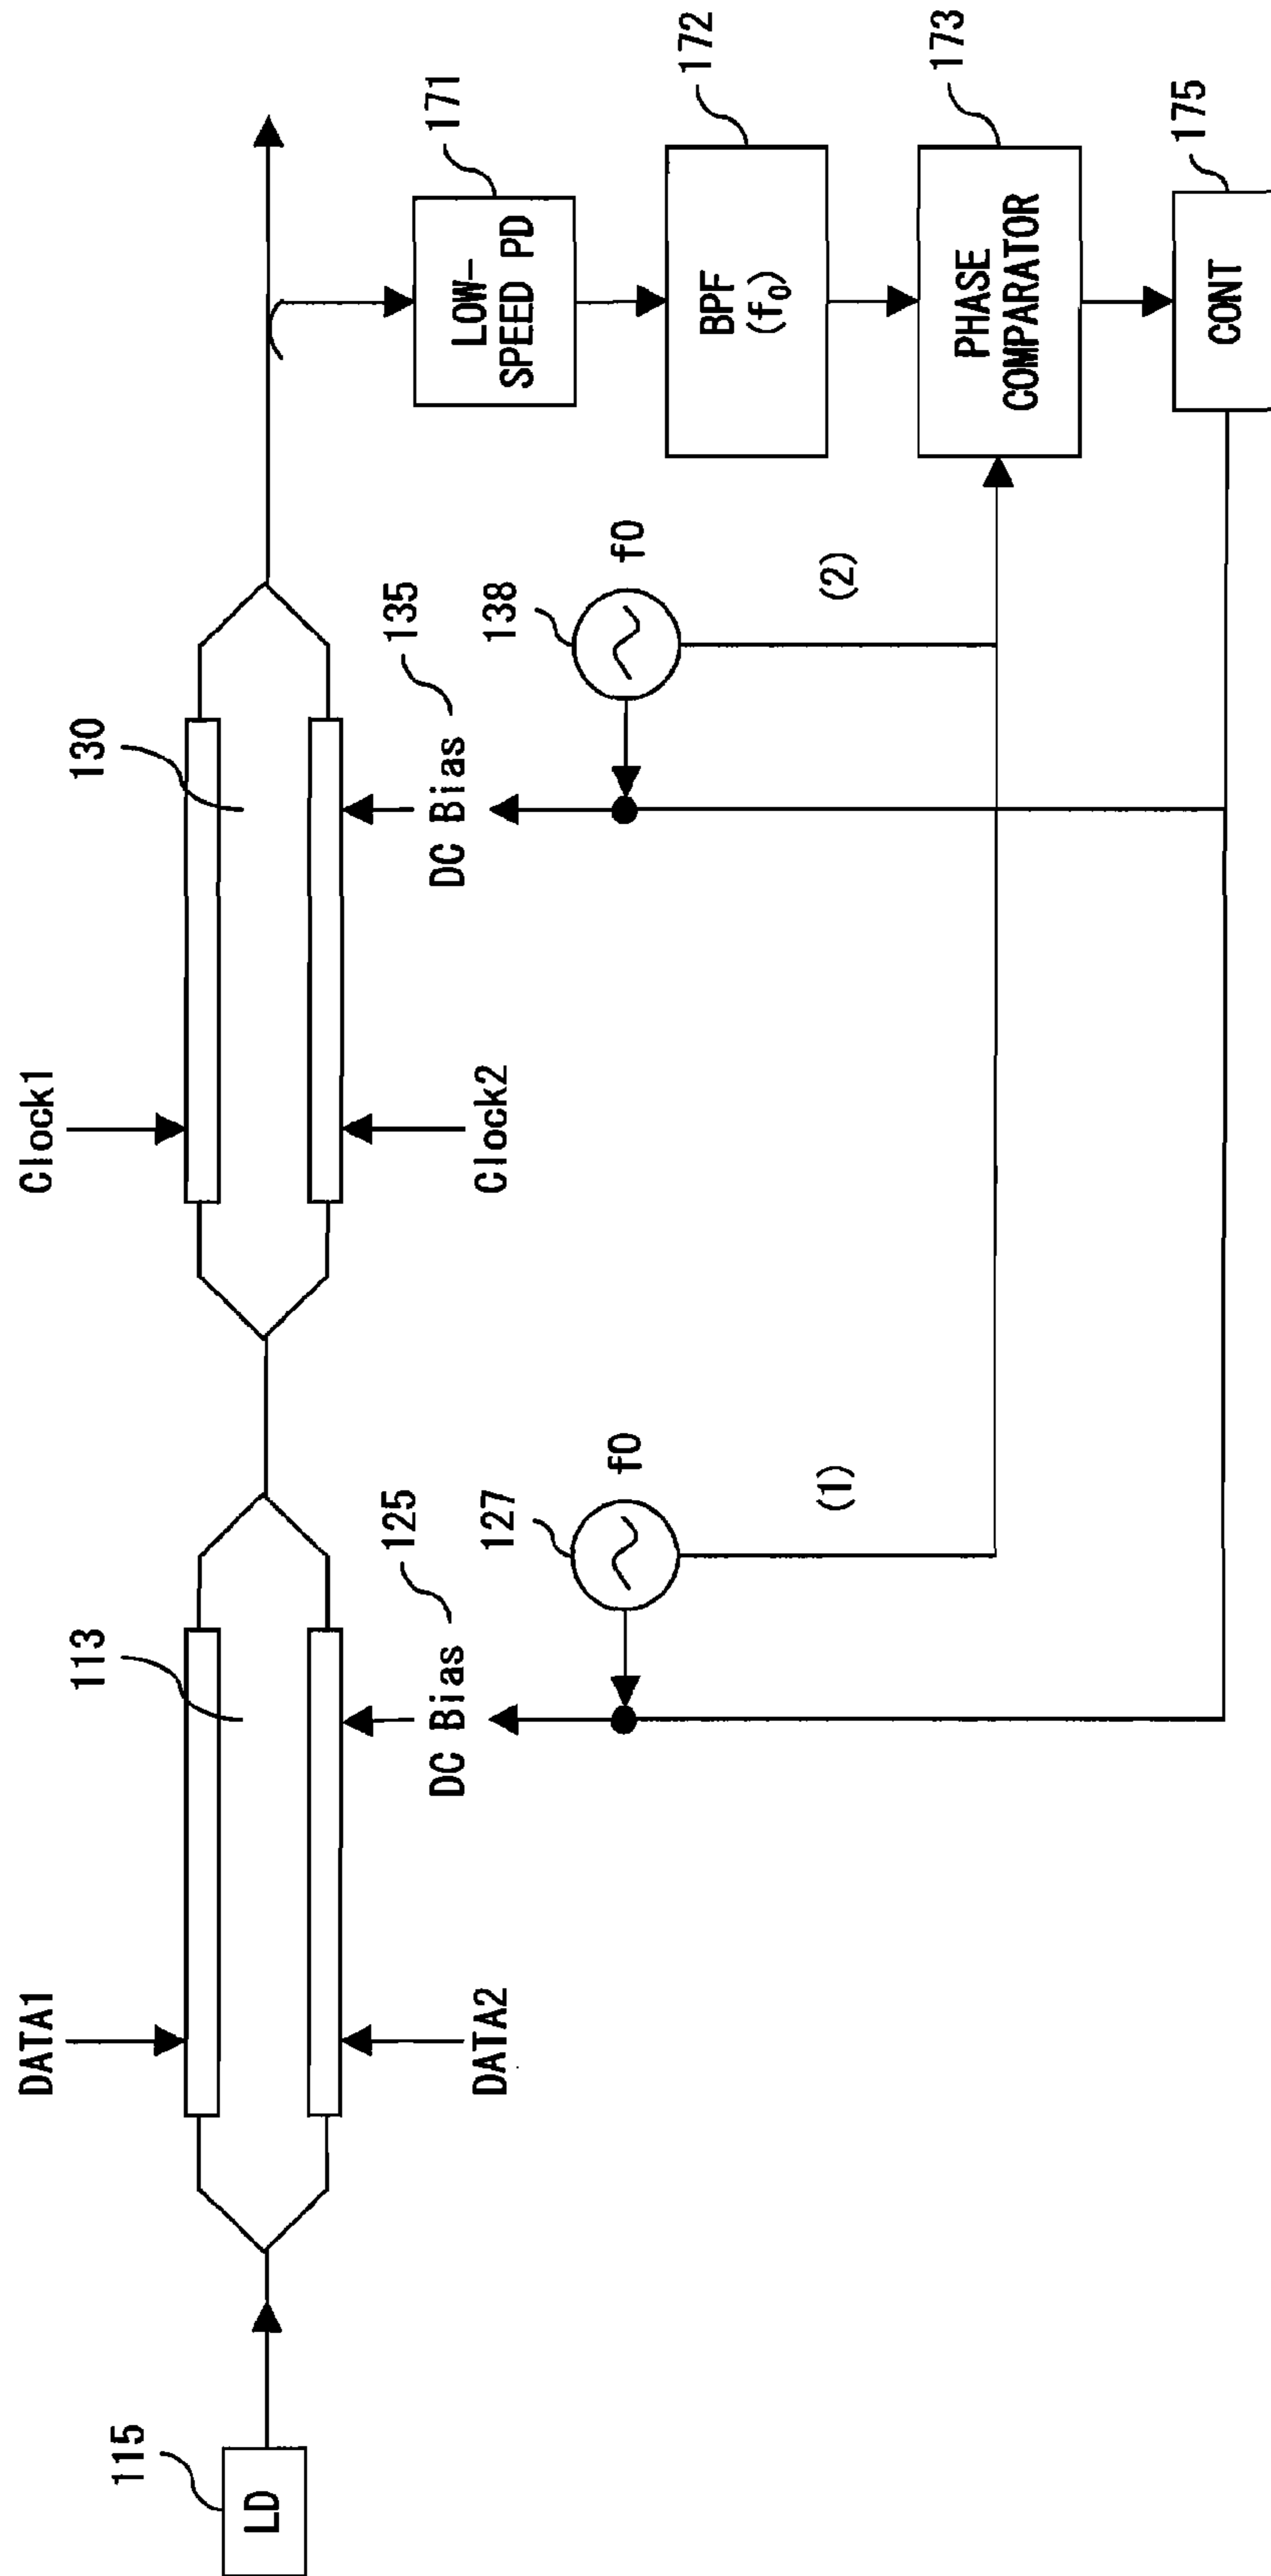 115
LD
DATA1
DATA2
113
DC Bias
125
127
f0
(1)
Clock1
Clock2
130
DC Bias
135
138
f0
(2)
171
LOW-
SPEED PD
172
BPF
(f₀)
173
PHASE
COMPARATOR
175
CONT